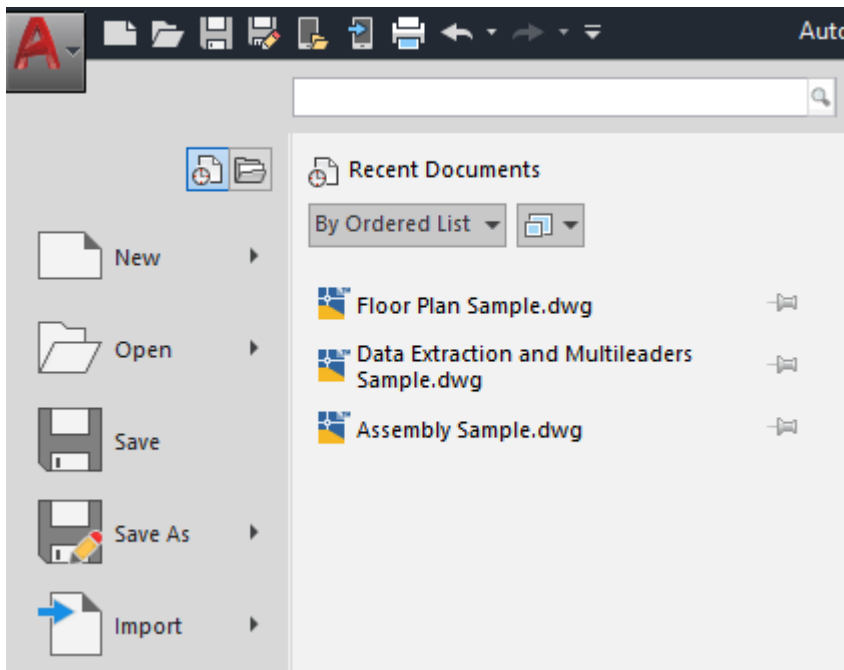 Auto
Recent Documents
By Ordered List
New
Floor Plan Sample.dwg
Open
Data Extraction and Multileaders
Sample.dwg
Save
Assembly Sample.dwg
Save As
Import